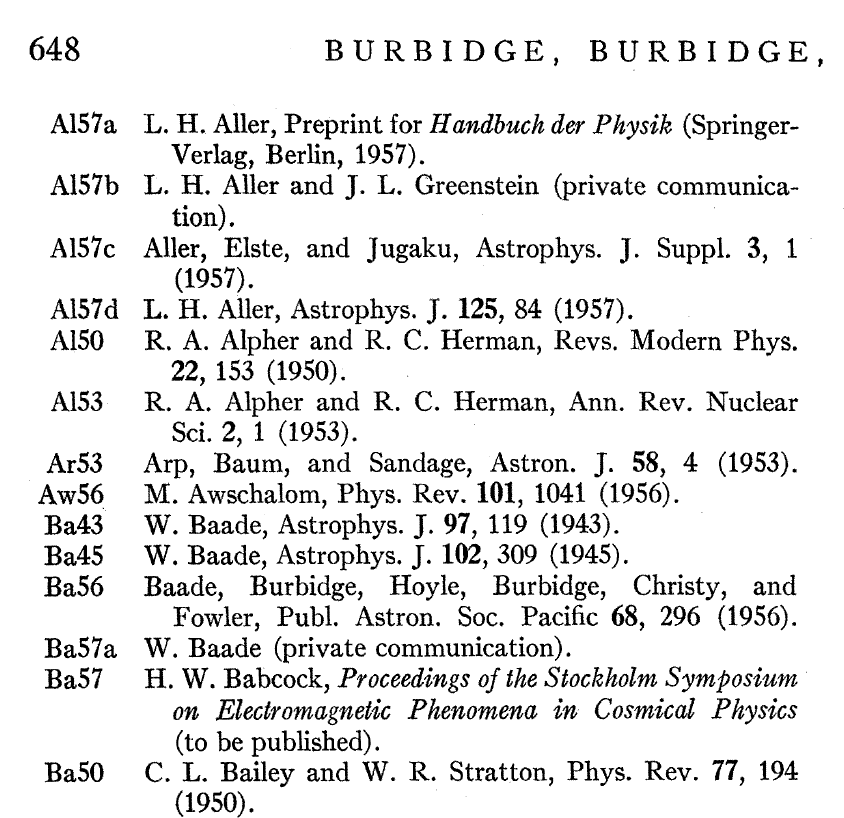 648 BURBIDGE, BURBIDGE,
Al57a L. H. Aller, Preprint for Handbuch der Physik (Springer-
Verlag, Berlin, 1957).
Al57b L. H. Aller and J. L. Greenstein (private communica-
tion).
Al57c Aller, Elste, and Jugaku, Astrophys. J. Suppl. 3, 1
(1957).
Al57d L. H. Aller, Astrophys. J. 125, 84 (1957).
Al50 R. A. Alpher and R. C. Herman, Revs. Modern Phys.
22, 153 (1950).
Al53 R. A. Alpher and R. C. Herman, Ann. Rev. Nuclear
Sci. 2, 1 (1953).
Ar53 Arp, Baum, and Sandage, Astron. J. 58, 4 (1953).
Aw56 M. Awschalom, Phys. Rev. 101, 1041 (1956).
Ba43 W. Baade, Astrophys. J. 97, 119 (1943).
Ba45 W. Baade, Astrophys. J. 102, 309 (1945).
Ba56 Baade, Burbidge, Hoyle, Burbidge, Christy, and
Fowler, Publ. Astron. Soc. Pacific 68, 296 (1956).
Ba57a W. Baade (private communication).
Ba57 H. W. Babcock, Proceedings of the Stockholm Symposium
on Electromagnetic Phenomena in Cosmical Physics
(to be published).
Ba50 C. L. Bailey and W. R. Stratton, Phys. Rev. 77, 194
(1950).